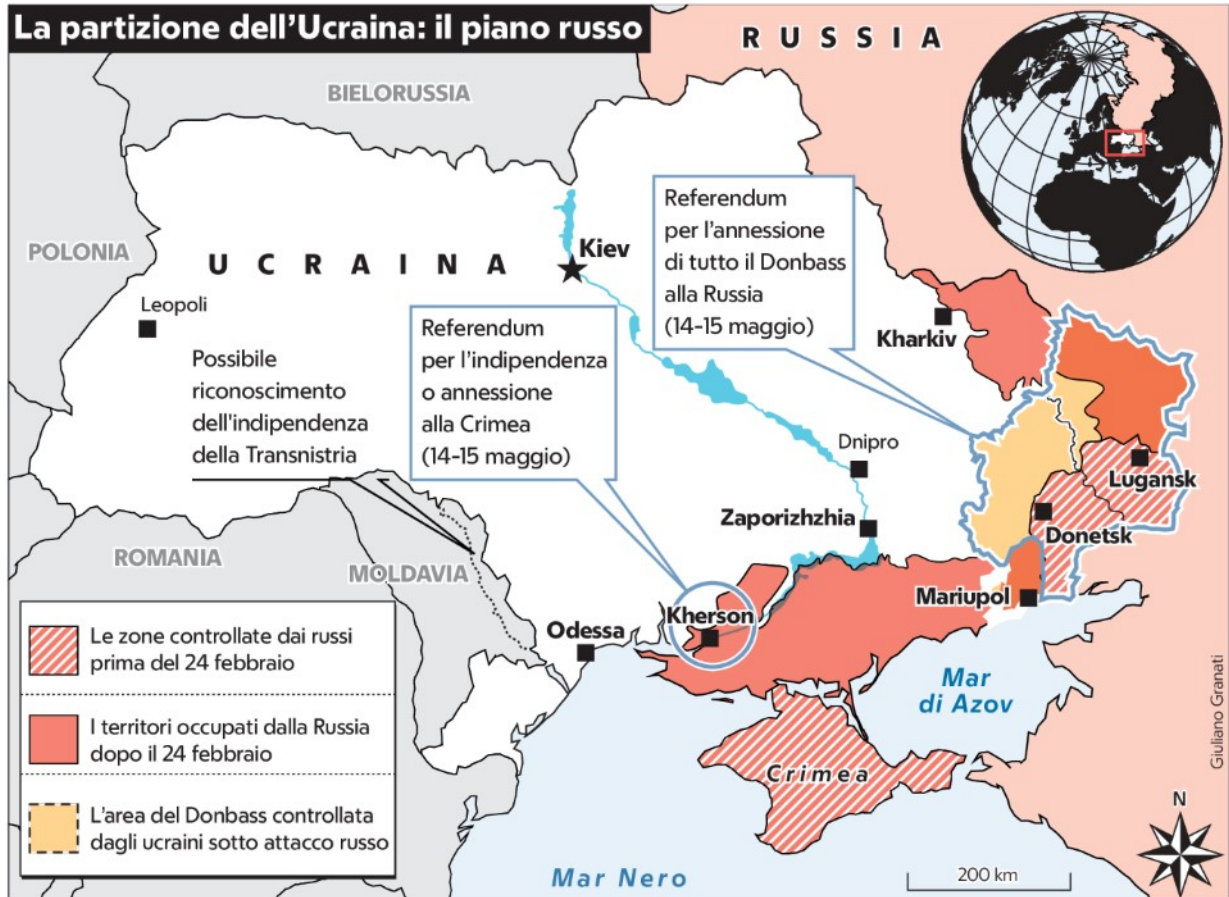 La partizione dell'Ucraina: il piano russo
RUSSIA
BIELORUSSIA
POLONIA
UCRAINA
Kiev
Leopoli
Referendum
per l'annessione
di tutto il Donbass
alla Russia
(14-15 maggio)
Kharkiv
Possibile
riconoscimento
dell'indipendenza
della Transnistria
Referendum
per l'indipendenza
o annessione
alla Crimea
(14-15 maggio)
Dnipro
Lugansk
Zaporizhzhia
Donetsk
ROMANIA
MOLDAVIA
Mariupol
Kherson
Odessa
Le zone controllate dai russi
prima del 24 febbraio
I territori occupati dalla Russia
dopo il 24 febbraio
L'area del Donbass controllata
dagli ucraini sotto attacco russo
Mar
di Azov
Crimea
Mar Nero
200 km
N
Giuliano Granati